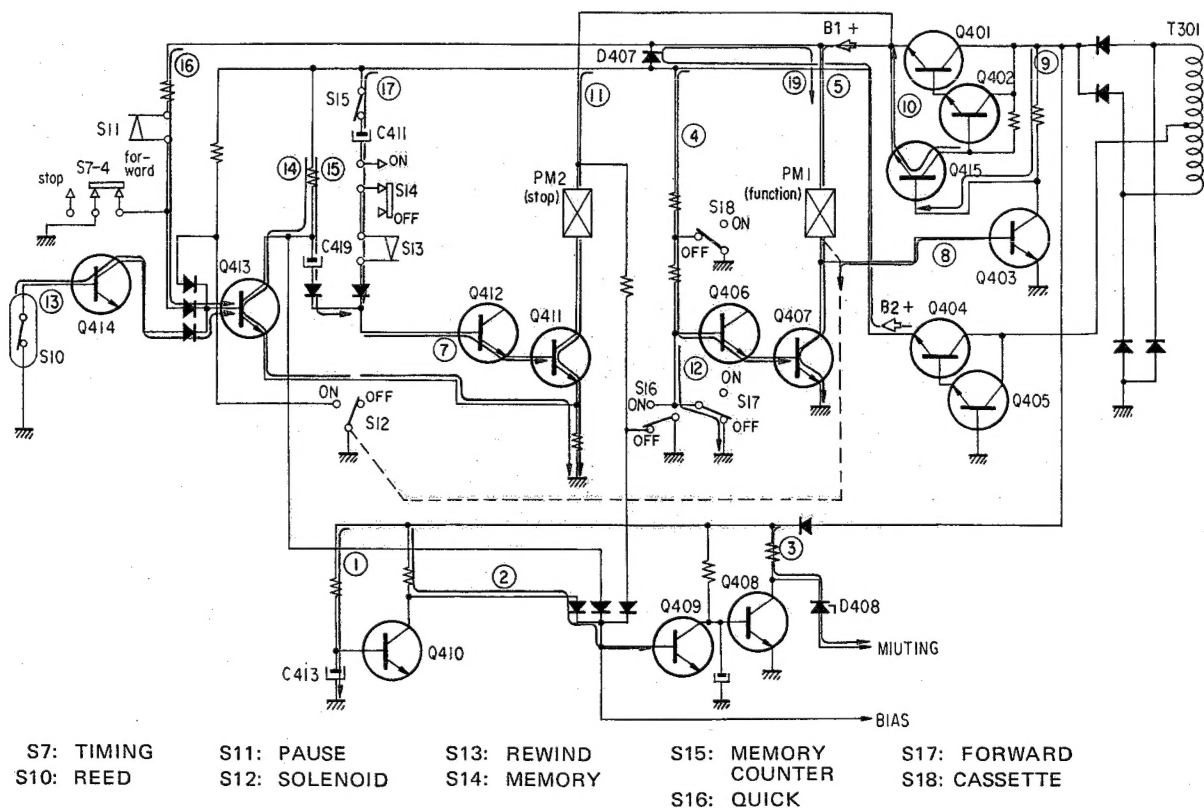 B1 + Q401 T301
D407
Q402
⑯ ⑰ ⑪ ⑲ ⑤ ⑨
S15
C411
⑩
S11
④
ON
S7-4 for-
ward
stop
⑭ ⑮
S14
OFF
PM2
(stop)
PM1
(function)
Q415
S18
ON
OFF
S13
C419
⑧
Q403
Q413
⑬
Q414
Q412
Q411
Q406
Q407
B2 +
Q404
S10
⑦
⑫
ON
S17
OFF
S16
ON
OFF
Q405
ON OFF
S12
① ② ③
Q409 Q408
D408
Q410
C413
MIUTING
BIAS
S7: TIMING S11: PAUSE S13: REWIND S15: MEMORY S17: FORWARD
S10: REED S12: SOLENOID S14: MEMORY COUNTER S18: CASSETTE
S16: QUICK